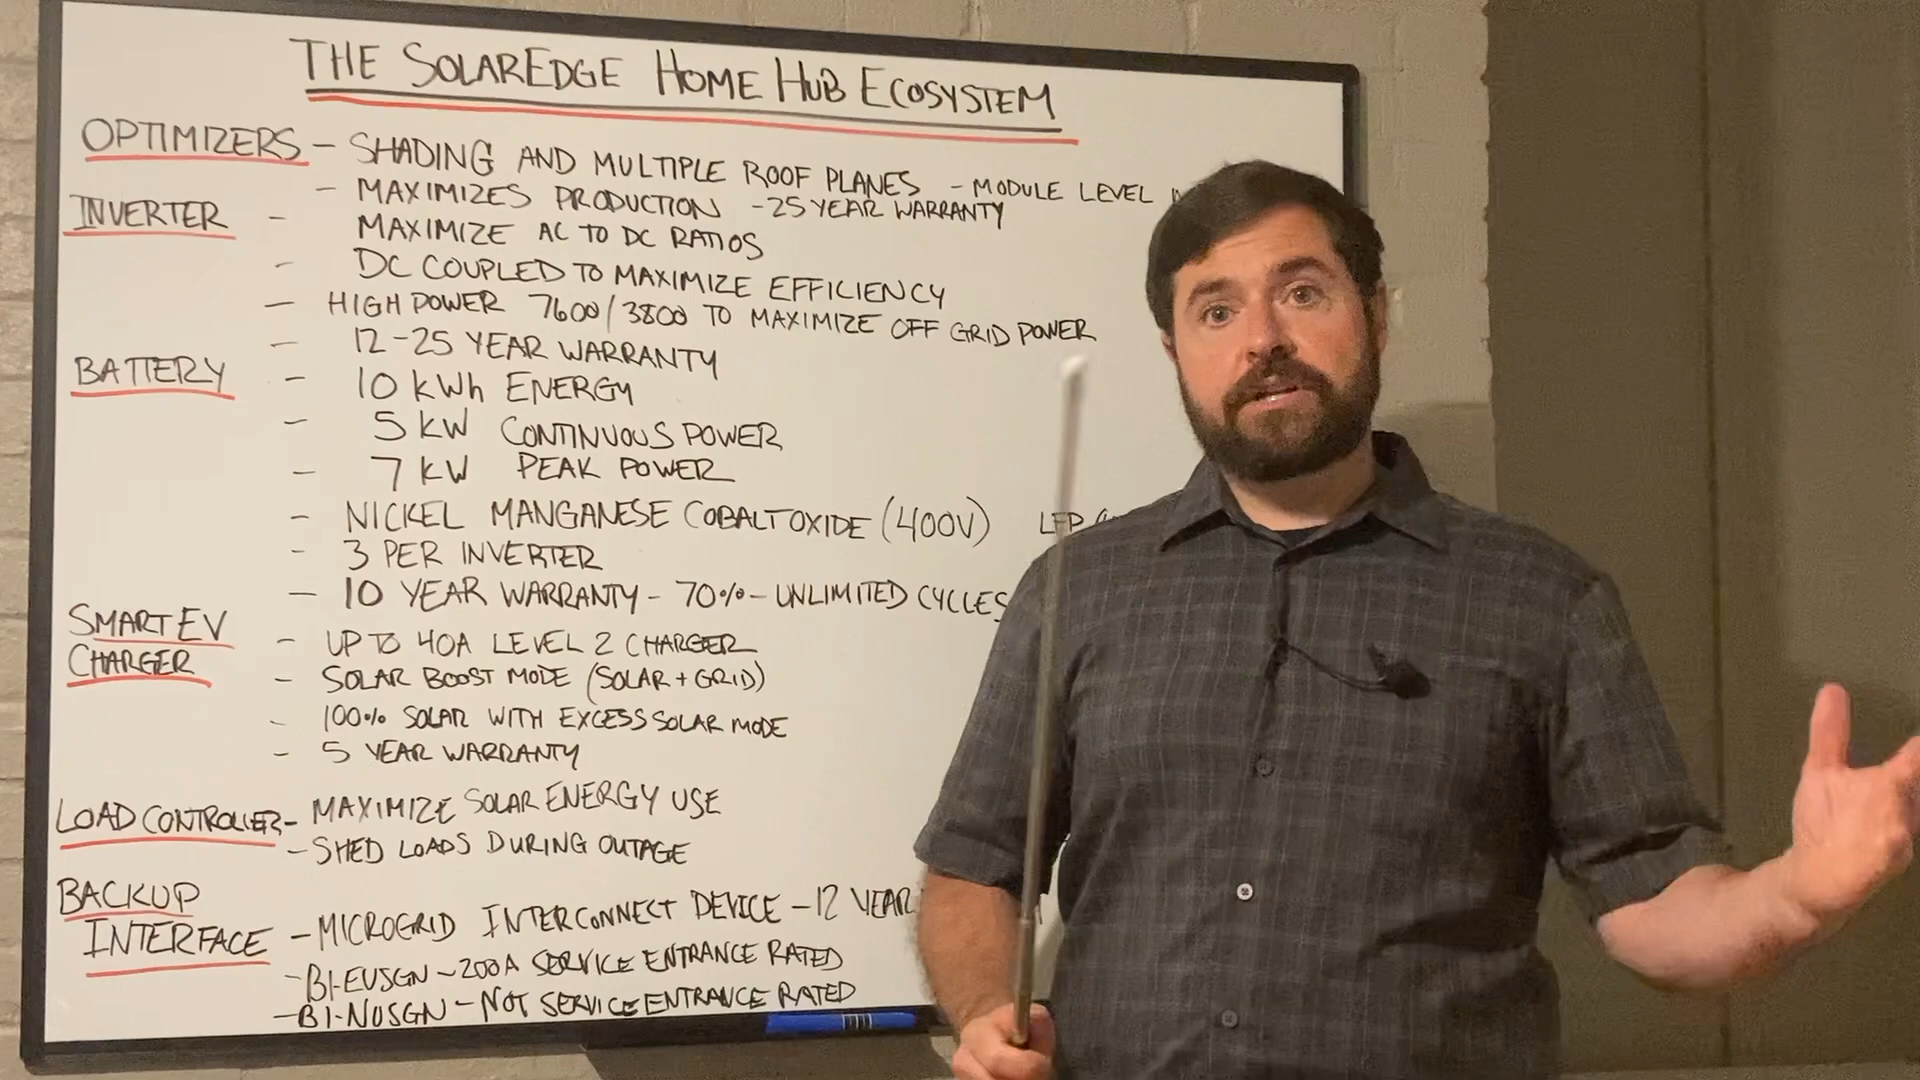 THE SOLAREDGE HOME HUB ECOSYSTEM
OPTIMIZERS - SHADING AND MULTIPLE ROOF PLANES - MODULE LEVEL
- MAXIMIZES PRODUCTION - 25 YEAR WARRANTY
INVERTER - MAXIMIZE AC TO DC RATIOS
- DC COUPLED TO MAXIMIZE EFFICIENCY
- HIGH POWER 7600/3800 TO MAXIMIZE OFF GRID POWER
- 12-25 YEAR WARRANTY
BATTERY - 10 kWh ENERGY
- 5 KW CONTINUOUS POWER
- 7 KW PEAK POWER
- NICKEL MANGANESE COBALT OXIDE (400V) LFP
- 3 PER INVERTER
- 10 YEAR WARRANTY - 70% - UNLIMITED CYCLES
SMART EV
CHARGER
- UP TO 40A LEVEL 2 CHARGER
- SOLAR BOOST MODE (SOLAR + GRID)
- 100% SOLAR WITH EXCESS SOLAR MODE
- 5 YEAR WARRANTY
LOAD CONTROLLER - MAXIMIZE SOLAR ENERGY USE
- SHED LOADS DURING OUTAGE
BACKUP
INTERFACE - MICROGRID INTERCONNECT DEVICE - 12 YEAR
- BI-EUSGN - 200A SERVICE ENTRANCE RATED
- BI-NUSGN - NOT SERVICE ENTRANCE RATED